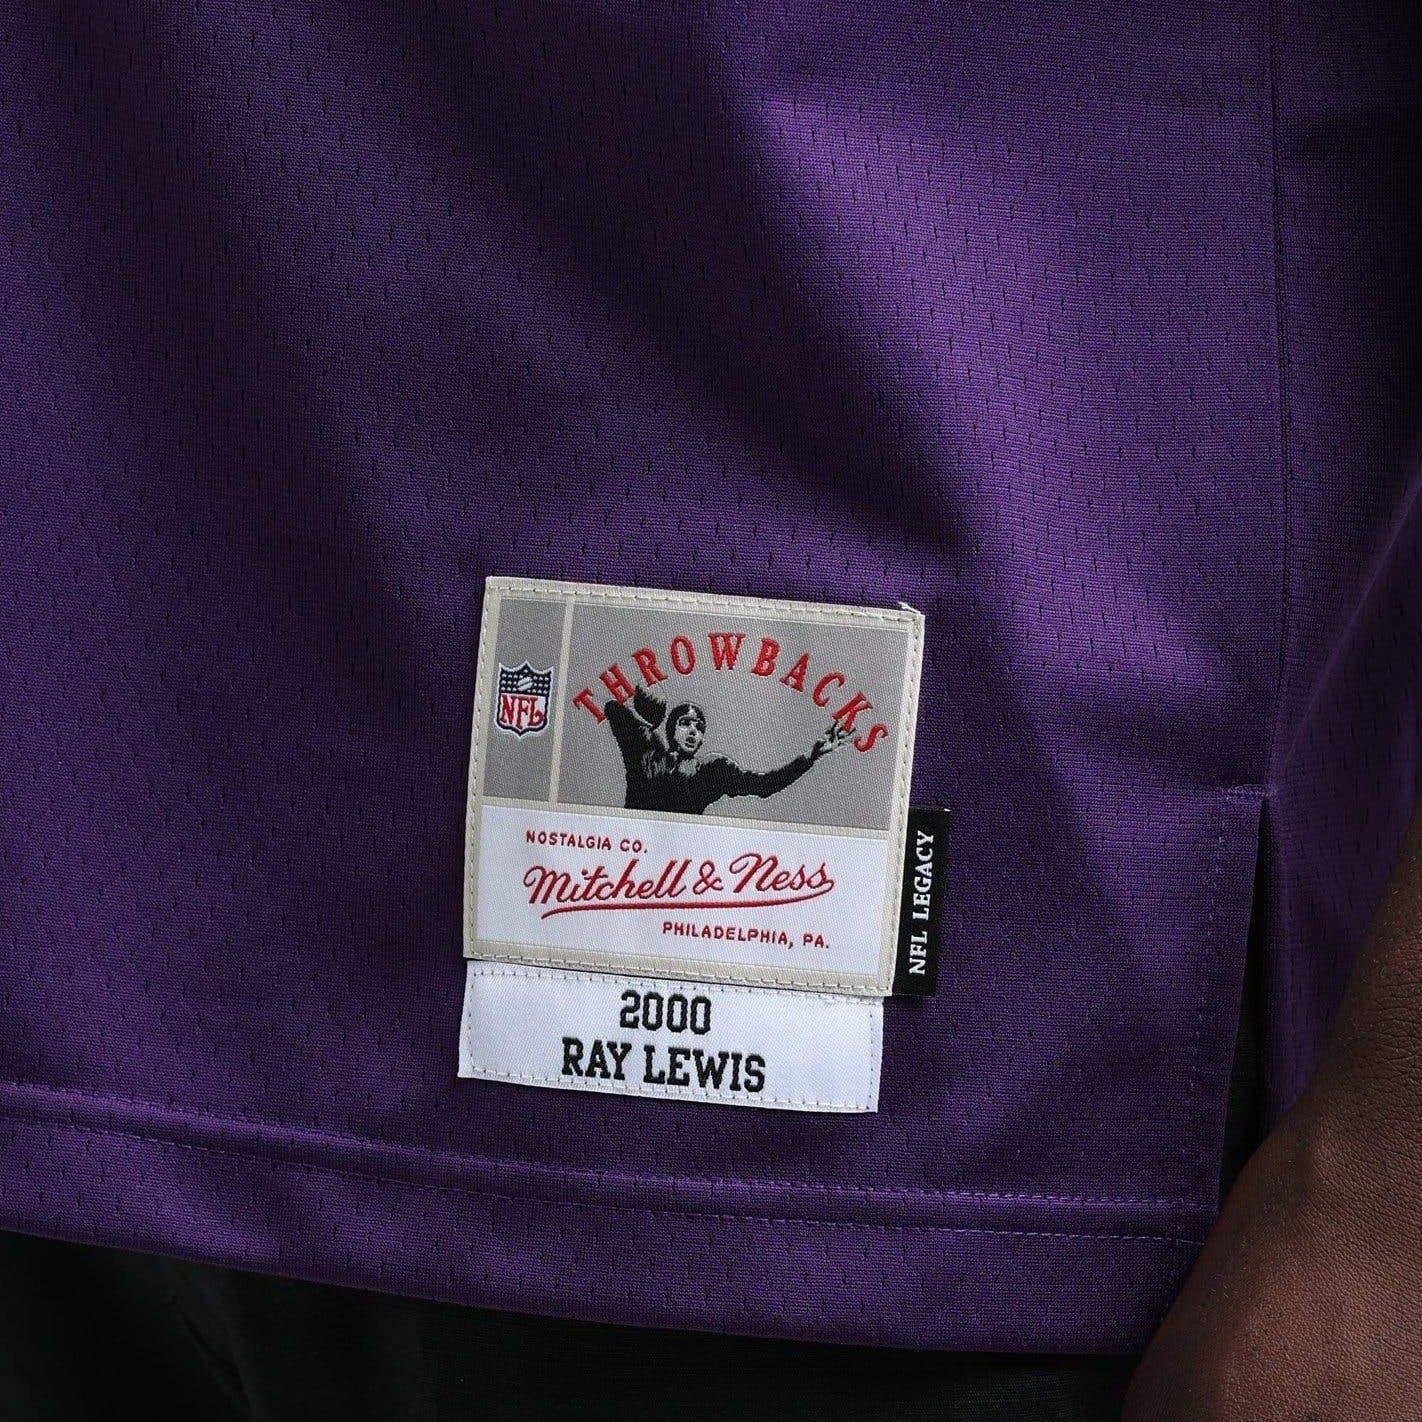 THROWBACKS
NFL
NOSTALGIA CO.
Mitchell & Ness
PHILADELPHIA, PA.
NFL LEGACY
2000
RAY LEWIS